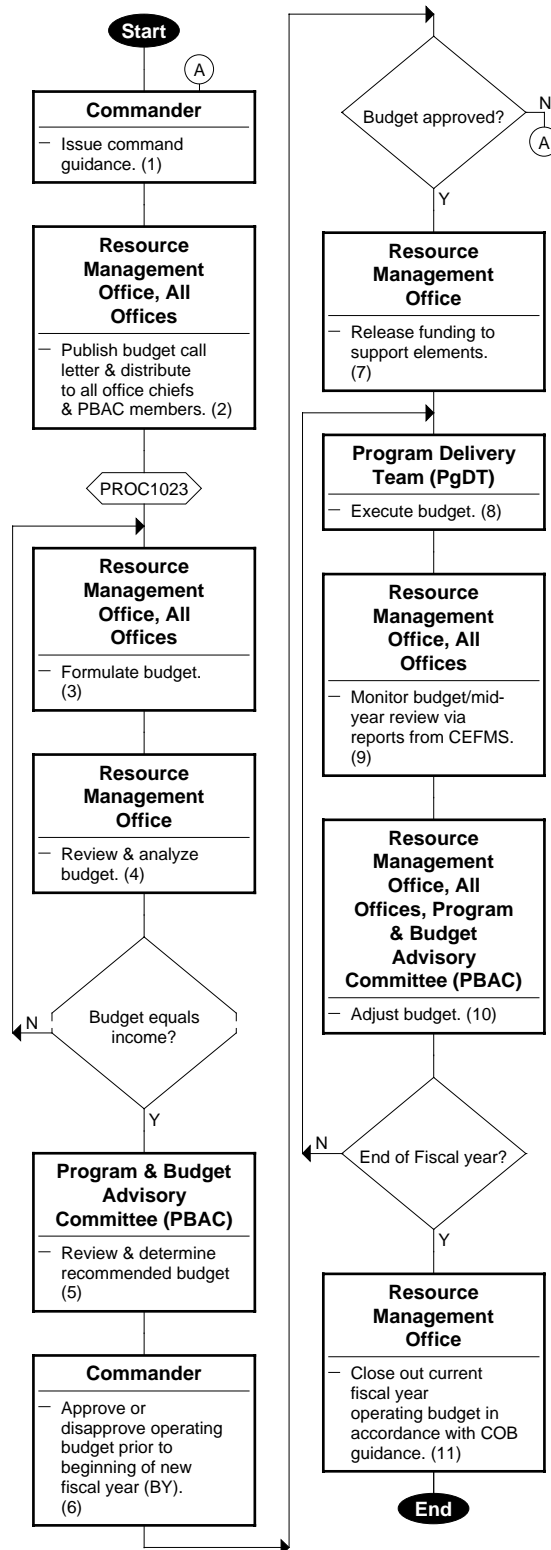 Start
A
Commander
– Issue command
guidance. (1)
Resource
Management
Office, All
Offices
– Publish budget call
letter & distribute
to all office chiefs
& PBAC members. (2)
PROC1023
Resource
Management
Office, All
Offices
– Formulate budget.
(3)
Resource
Management
Office
– Review & analyze
budget. (4)
Budget equals
income?
N
Y
Program & Budget
Advisory
Committee (PBAC)
– Review & determine
recommended budget
(5)
Commander
– Approve or
disapprove operating
budget prior to
beginning of new
fiscal year (BY).
(6)
Budget approved?
N
A
Y
Resource
Management
Office
– Release funding to
support elements.
(7)
Program Delivery
Team (PgDT)
– Execute budget. (8)
Resource
Management
Office, All
Offices
– Monitor budget/mid-
year review via
reports from CEFMS.
(9)
Resource
Management
Office, All
Offices, Program
& Budget
Advisory
Committee (PBAC)
– Adjust budget. (10)
N
End of Fiscal year?
Y
Resource
Management
Office
– Close out current
fiscal year
operating budget in
accordance with COB
guidance. (11)
End